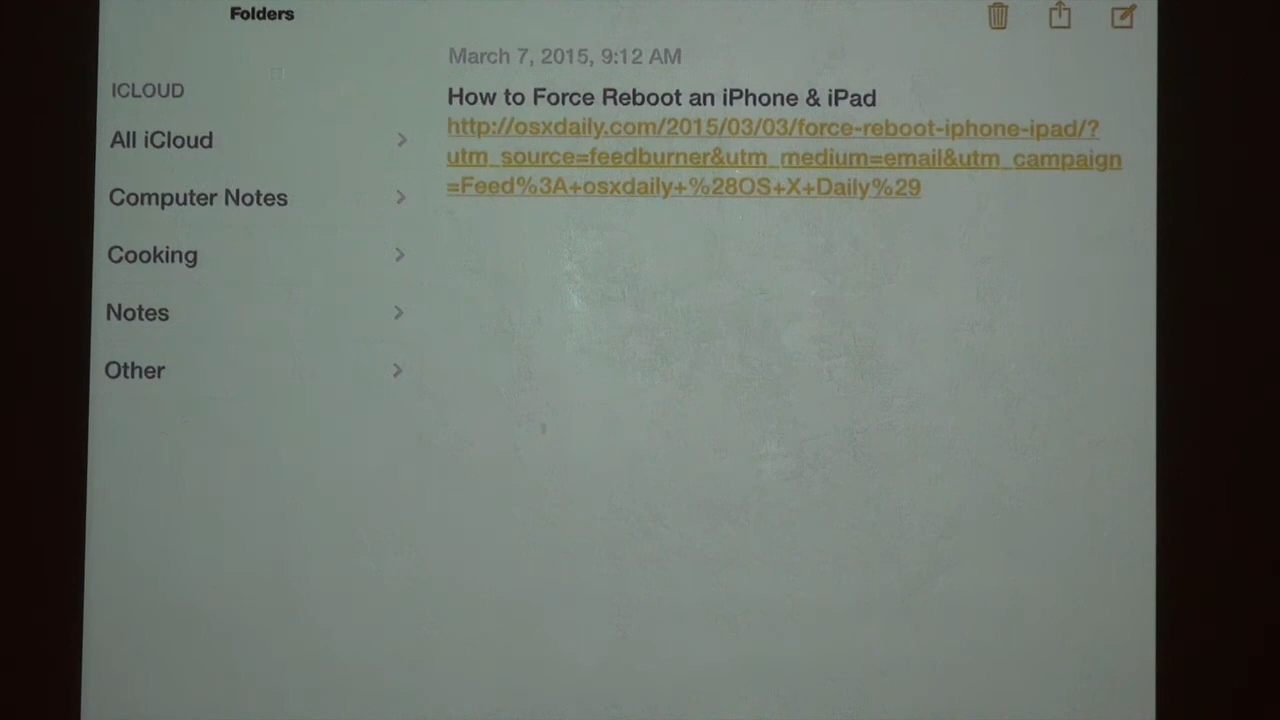 Folders
ICLOUD
All iCloud
Computer Notes
Cooking
Notes
Other
March 7, 2015, 9:12 AM
How to Force Reboot an iPhone & iPad
http://osxdaily.com/2015/03/03/force-reboot-iphone-ipad/?
utm_source=feedburner&utm_medium=email&utm_campaign
=Feed%3A+osxdaily+%28OS+X+Daily%29